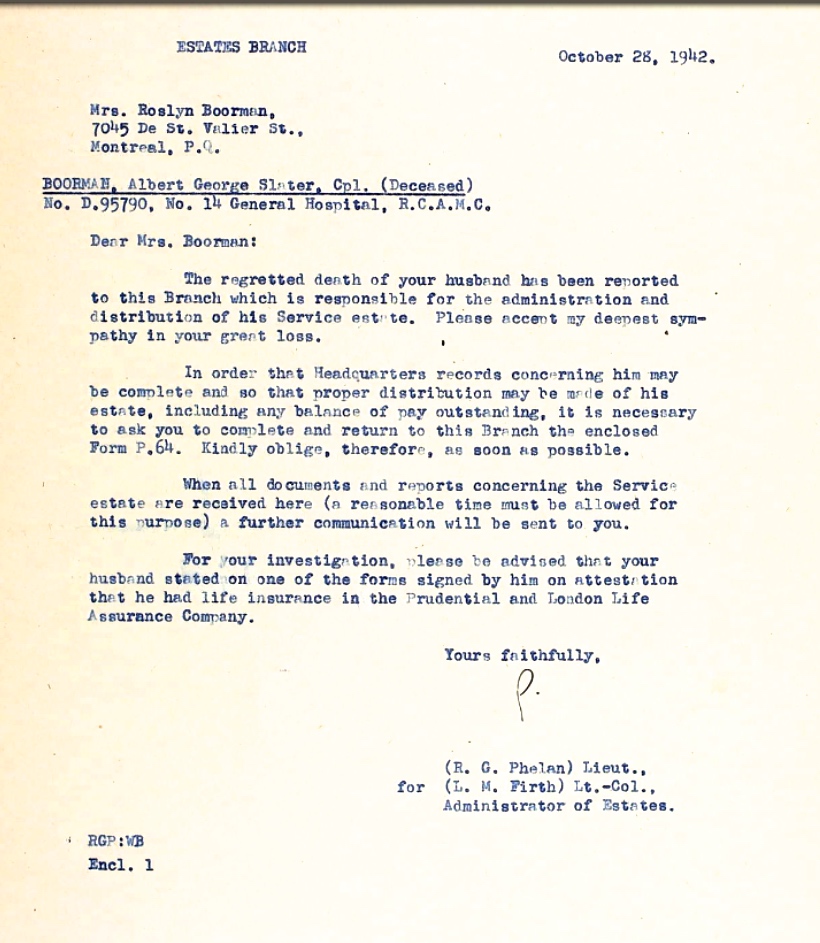 ESTATES BRANCH
October 28, 1942.
Mrs. Roslyn Boorman,
7045 De St. Valier St.,
Montreal, P.Q.
BOORMAN, Albert George Slater, Cpl. (Deceased)
No. D.95790, No. 14 General Hospital, R.C.A.M.C.
Dear Mrs. Boorman:
The regretted death of your husband has been reported
to this Branch which is responsible for the administration and
distribution of his Service estate. Please accept my deepest sym-
pathy in your great loss.
In order that Headquarters records concerning him may
be complete and so that proper distribution may be made of his
estate, including any balance of pay outstanding, it is necessary
to ask you to complete and return to this Branch the enclosed
Form P.64. Kindly oblige, therefore, as soon as possible.
When all documents and reports concerning the Service
estate are received here (a reasonable time must be allowed for
this purpose) a further communication will be sent to you.
For your investigation, please be advised that your
husband stated on one of the forms signed by him on attestation
that he had life insurance in the Prudential and London Life
Assurance Company.
Yours faithfully,
P.
(R. G. Phelan) Lieut.,
for (L. M. Firth) Lt.-Col.,
Administrator of Estates.
RGP:WB
Encl. 1